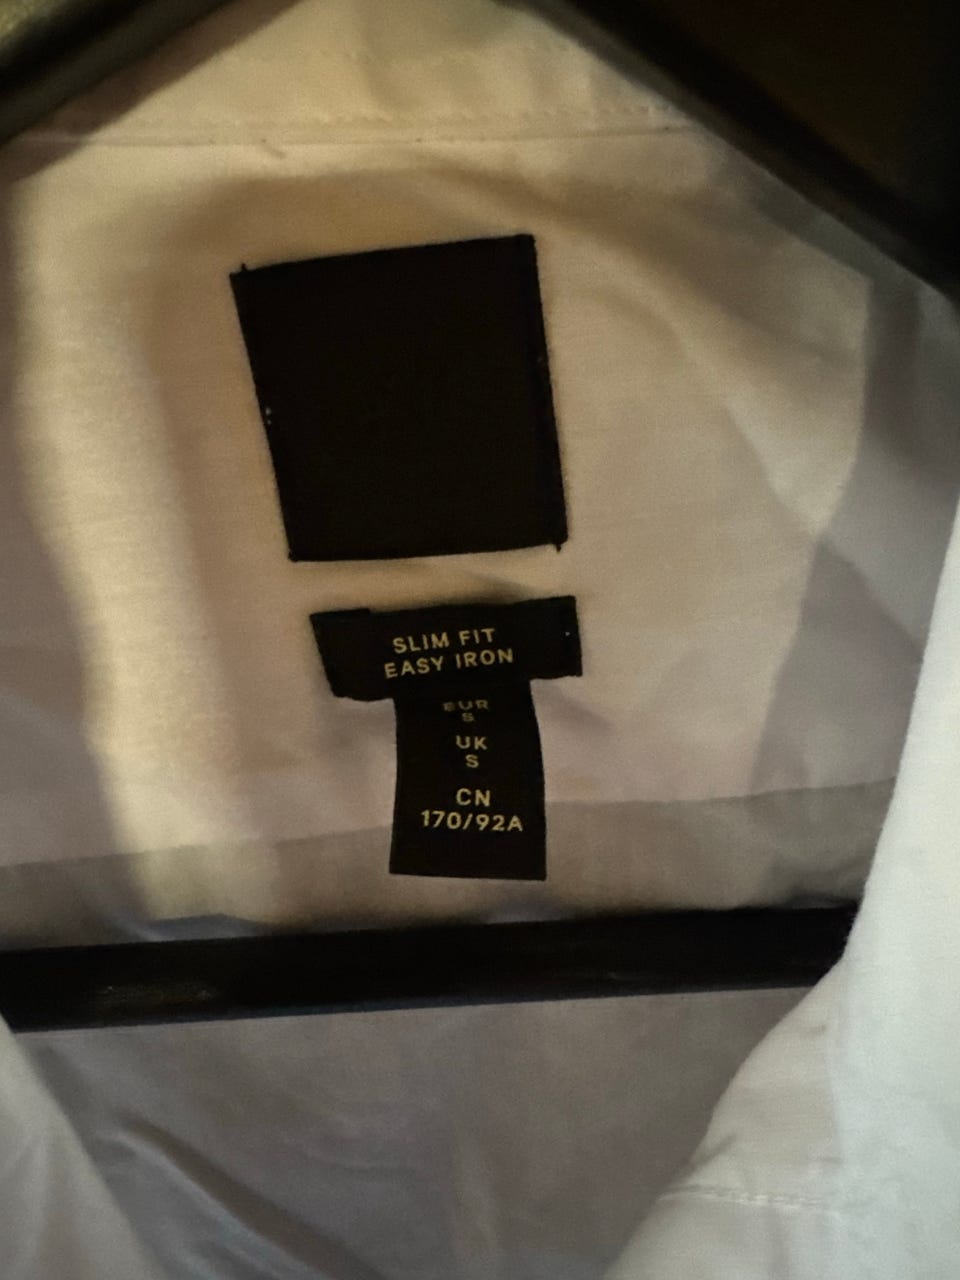 SLIM FIT
EASY IRON
EUR
S
UK
S
CN
170/92A